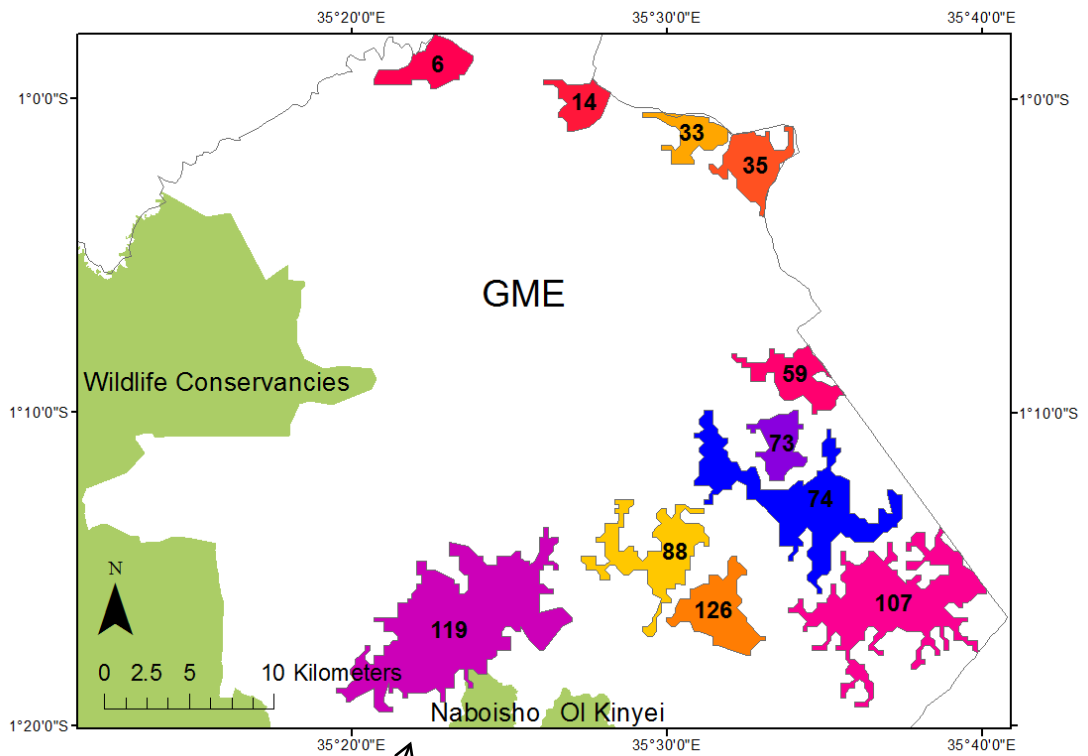 35°20'0"E 35°30'0"E 35°40'0"E
6
1°0'0"S 14 1°0'0"S
33
35
GME
59
Wildlife Conservancies
1°10'0"S 1°10'0"S
73
74
88
N
107
126
119
0 2.5 5 10 Kilometers
Naboisho Ol Kinyei
1°20'0"S
35°20'0"E 35°30'0"E 35°40'0"E